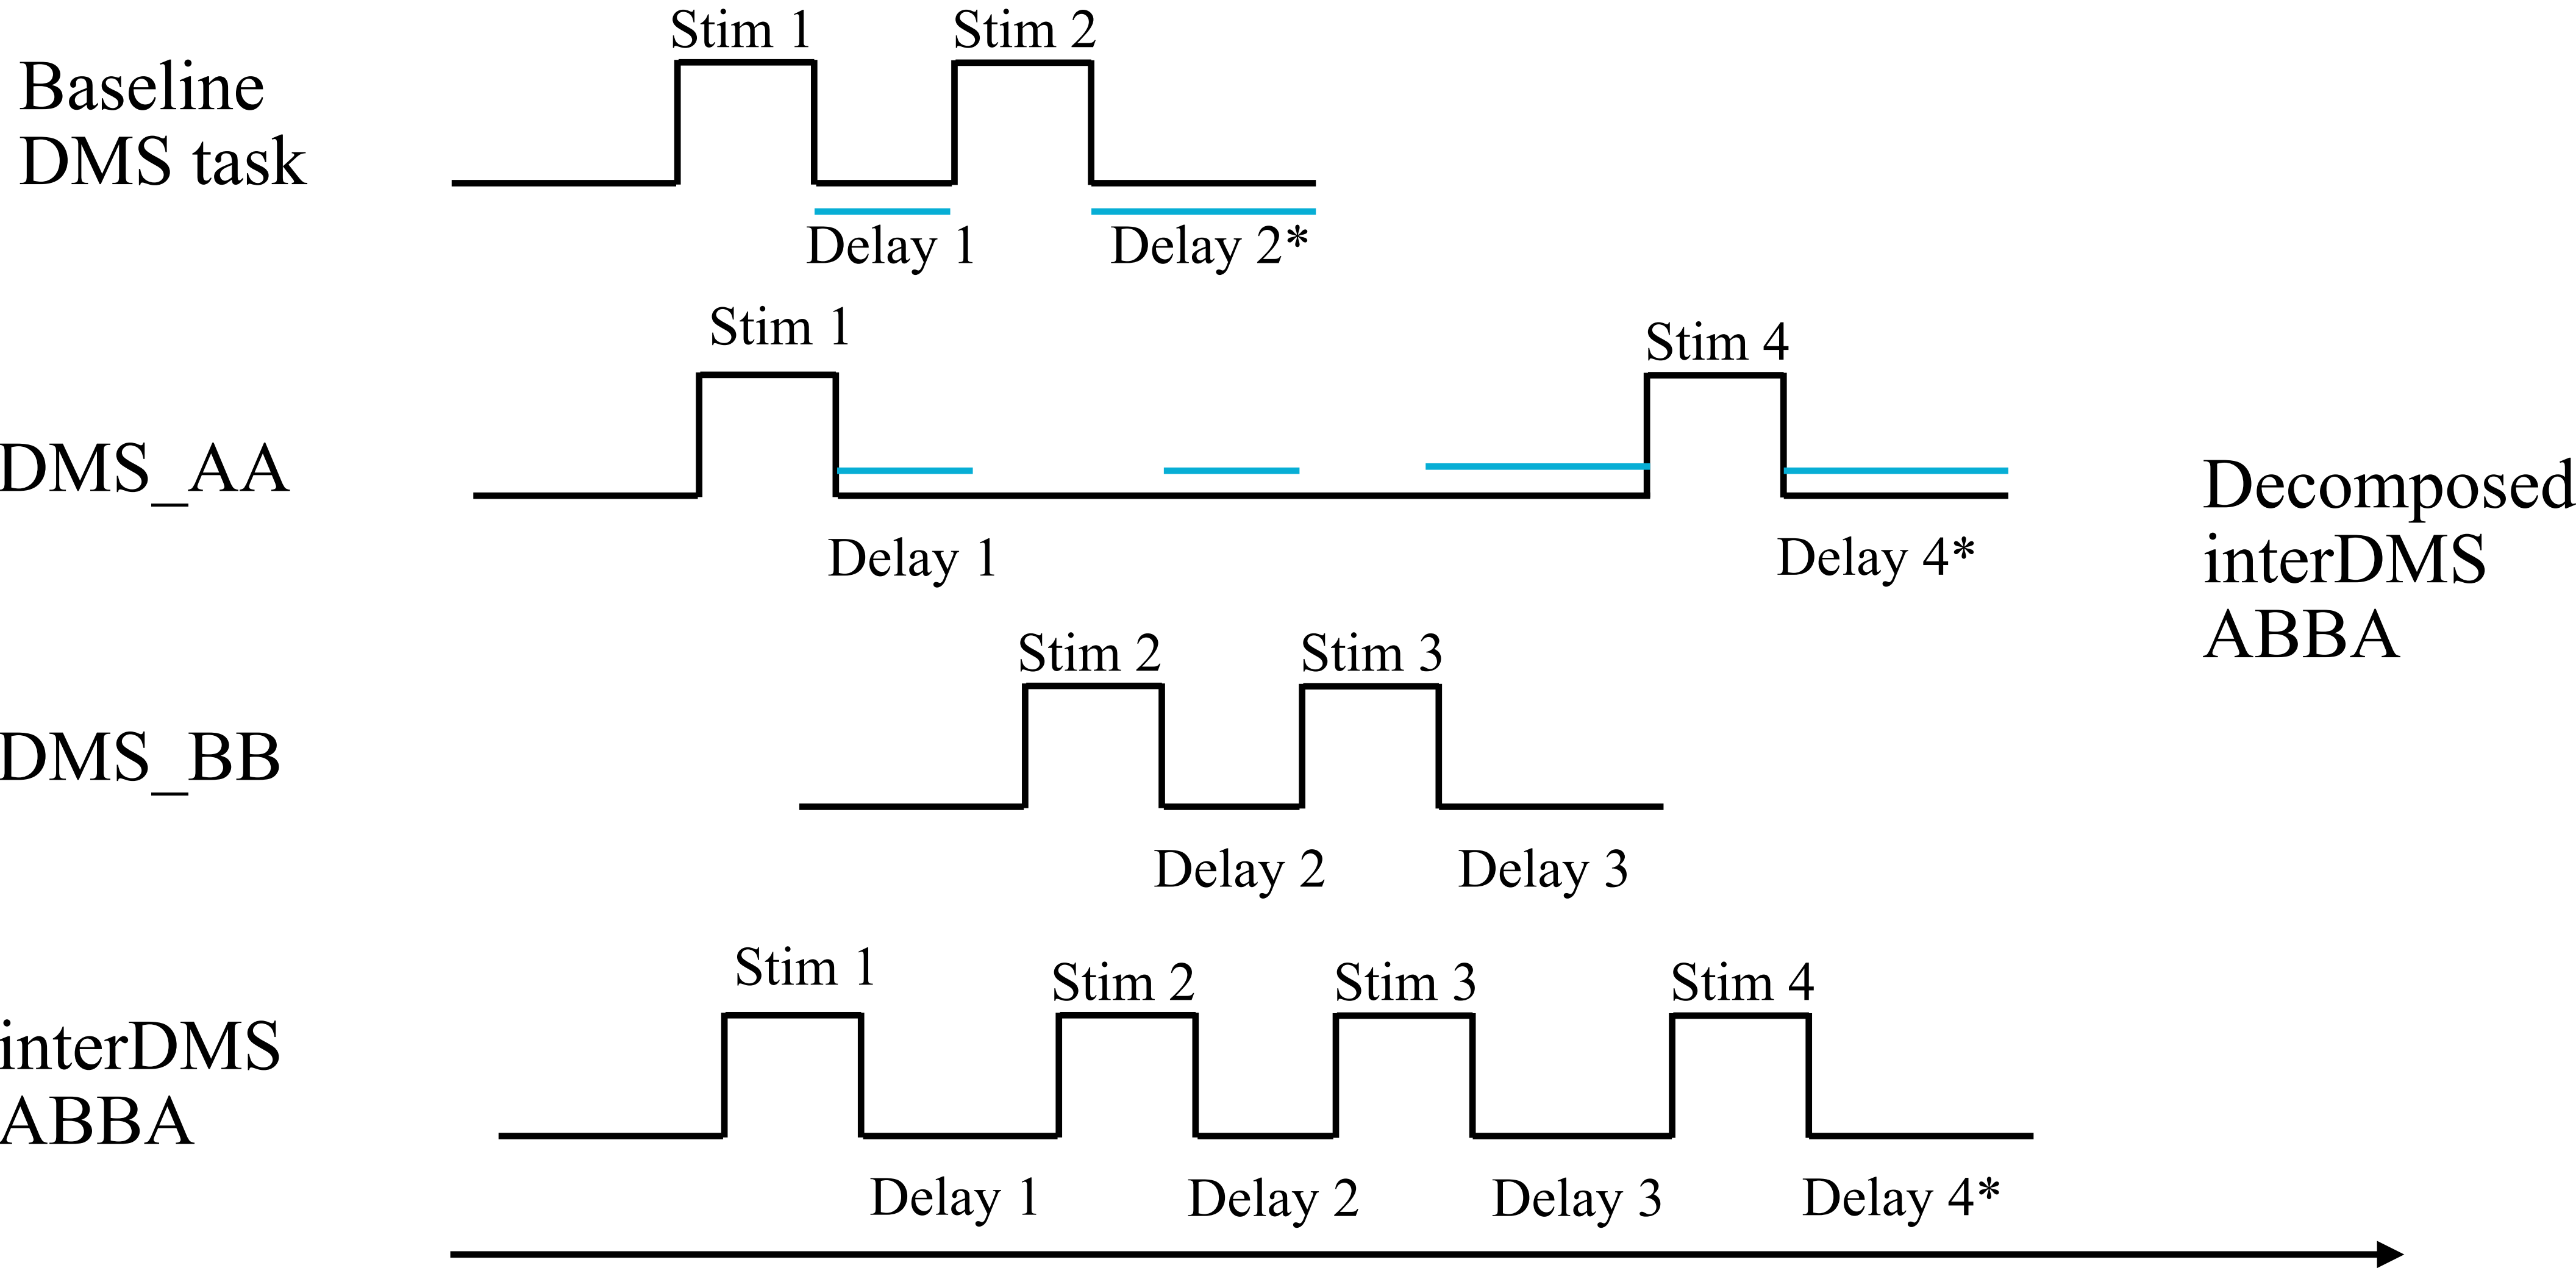 Stim 1
Stim 2
Baseline
DMS task
Delay 1
Delay 2*
Stim 1
Stim 4
DMS_AA
Delay 1
Delay 4*
Decomposed
interDMS
ABBA
Stim 2
Stim 3
DMS_BB
Delay 2
Delay 3
Stim 1
Stim 2
Stim 3
Stim 4
interDMS
ABBA
Delay 1
Delay 2
Delay 3
Delay 4*